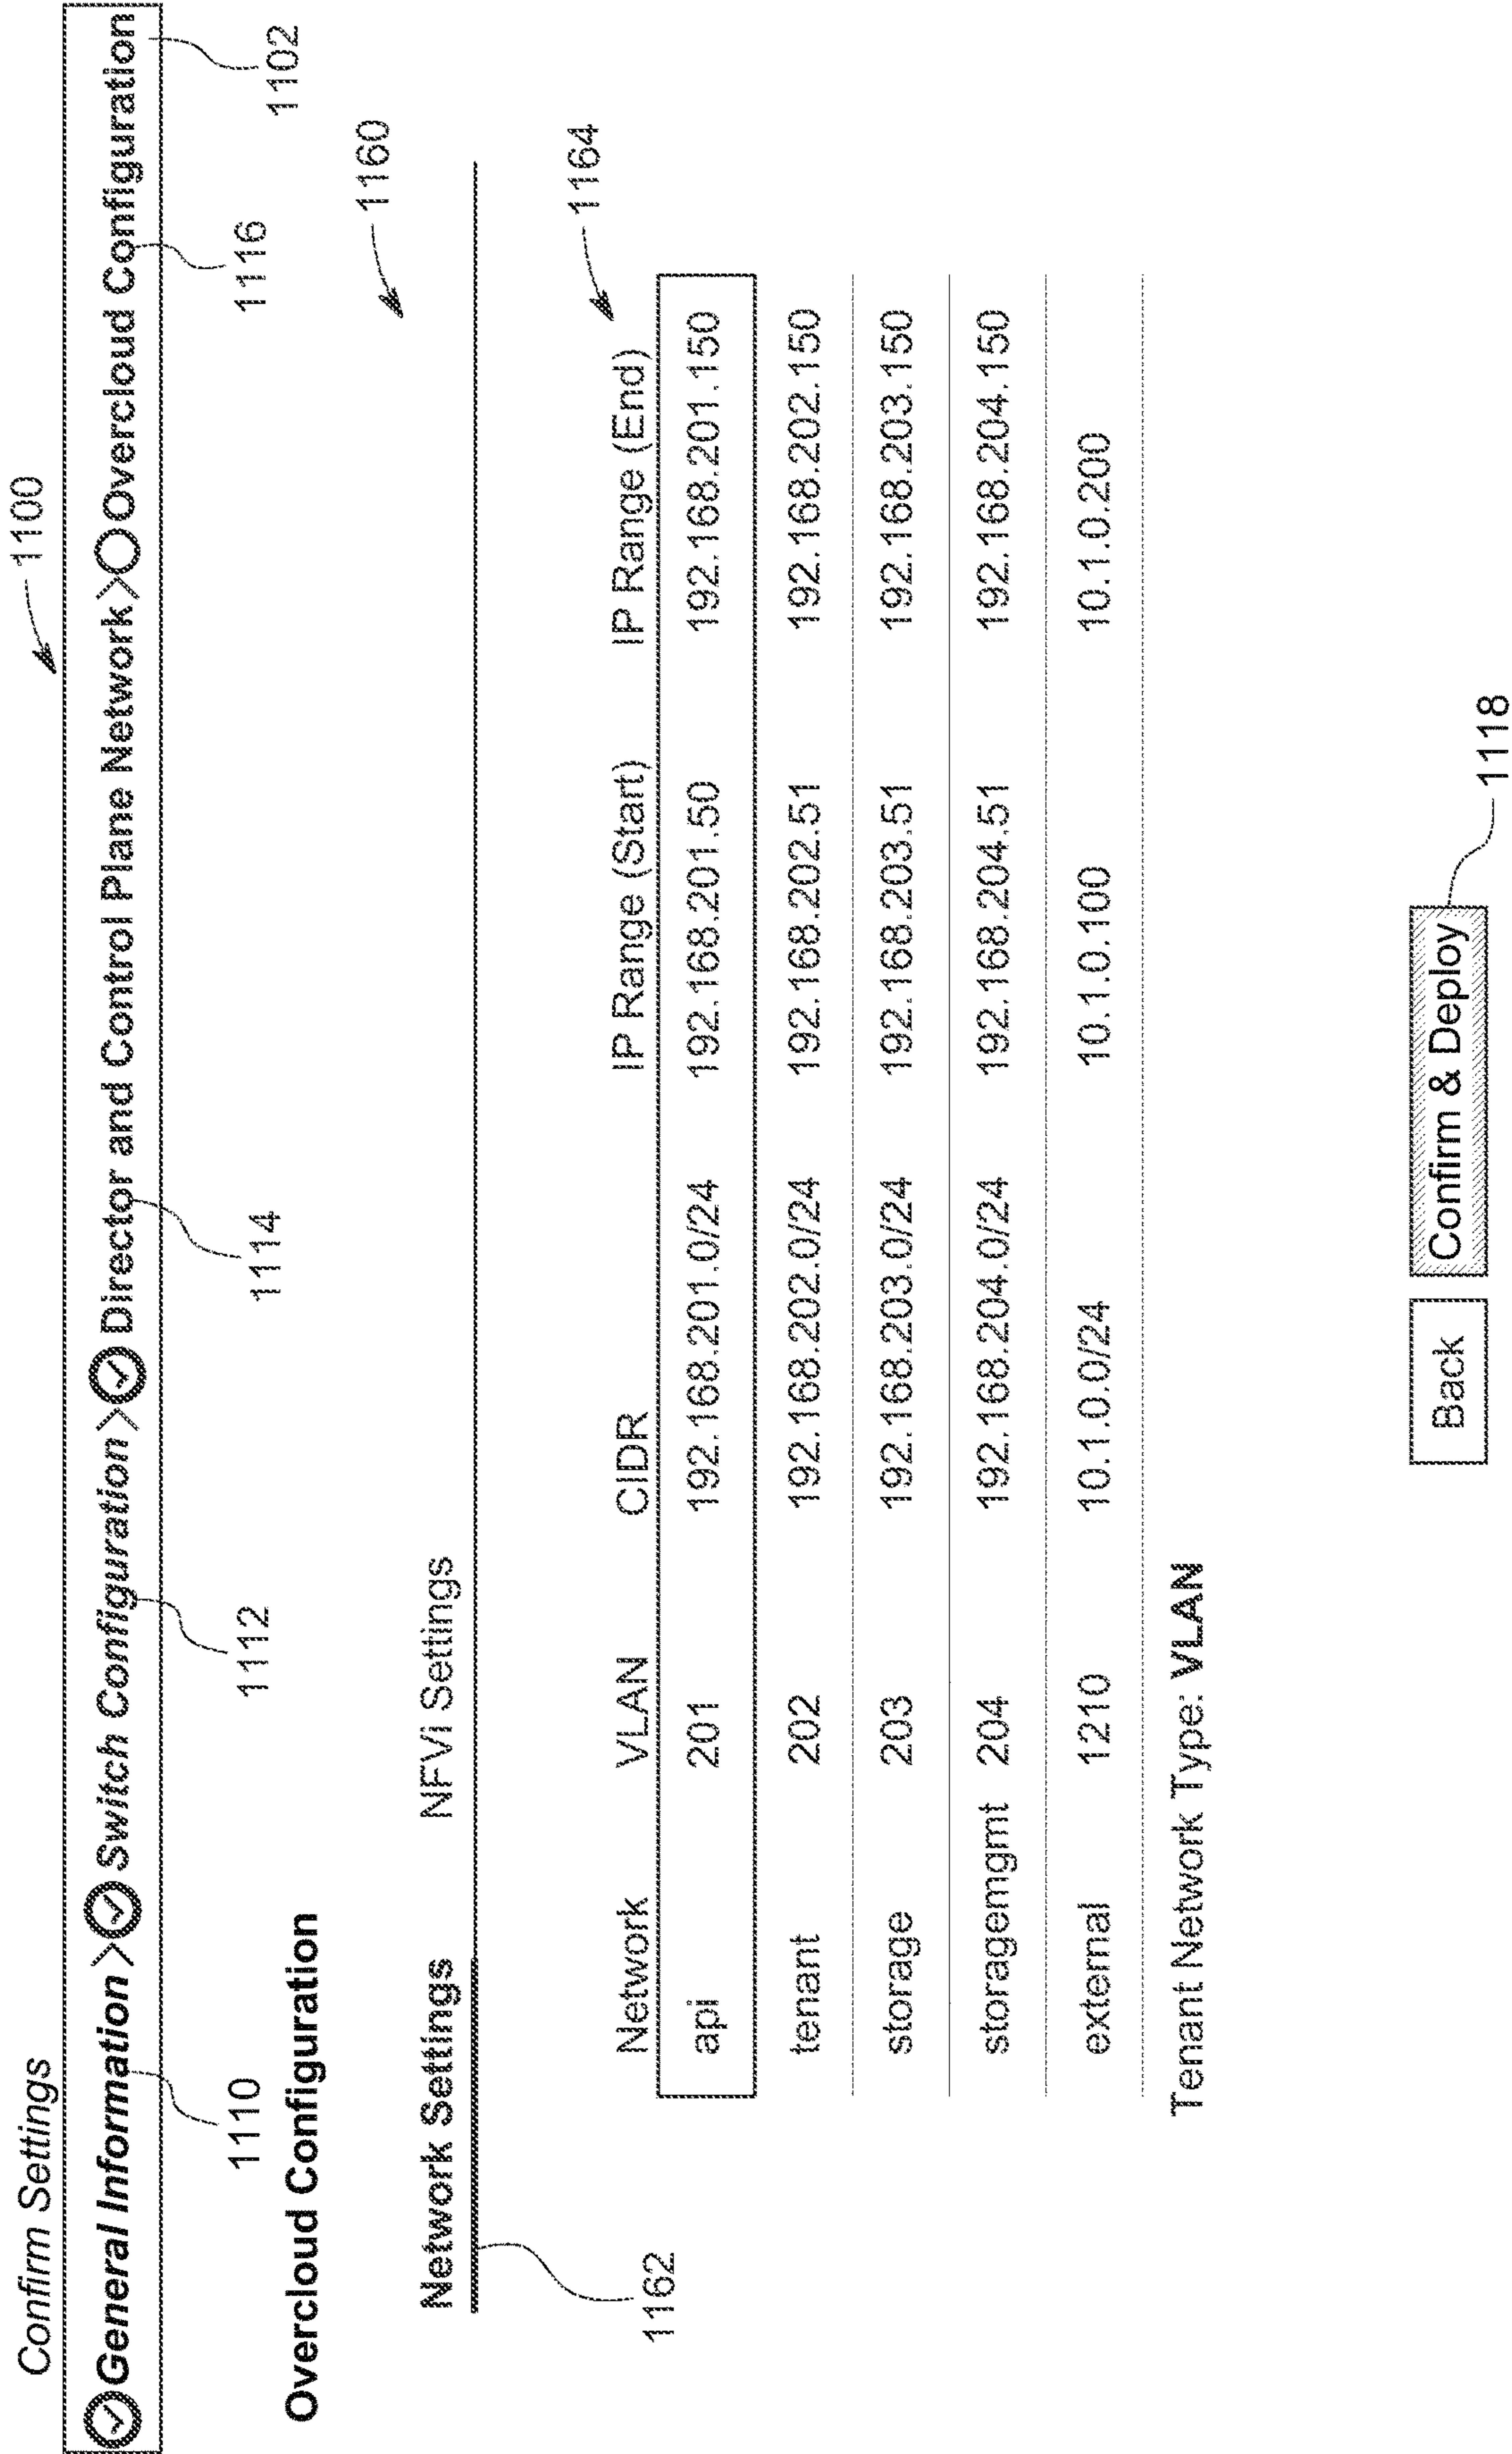 Confirm Settings
1100
General Information > Switch Configuration > Director and Control Plane Network > Overcloud Configuration
1110
1112
1114
1116
1102
Overcloud Configuration
1160
Network Settings NFVi Settings
1162
1164
Network VLAN CIDR IP Range (Start) IP Range (End)
api 201 192.168.201.0/24 192.168.201.50 192.168.201.150
tenant 202 192.168.202.0/24 192.168.202.51 192.168.202.150
storage 203 192.168.203.0/24 192.168.203.51 192.168.203.150
storagemgmt 204 192.168.204.0/24 192.168.204.51 192.168.204.150
external 1210 10.1.0.0/24 10.1.0.100 10.1.0.200
Tenant Network Type: VLAN
Back Confirm & Deploy
1118